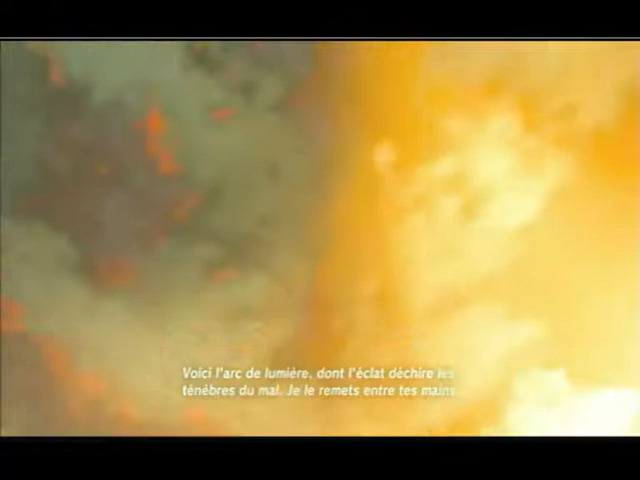 Voici l'arc de lumière, dont l'éclat déchire les
ténèbres du mal. Je le remets entre tes mains